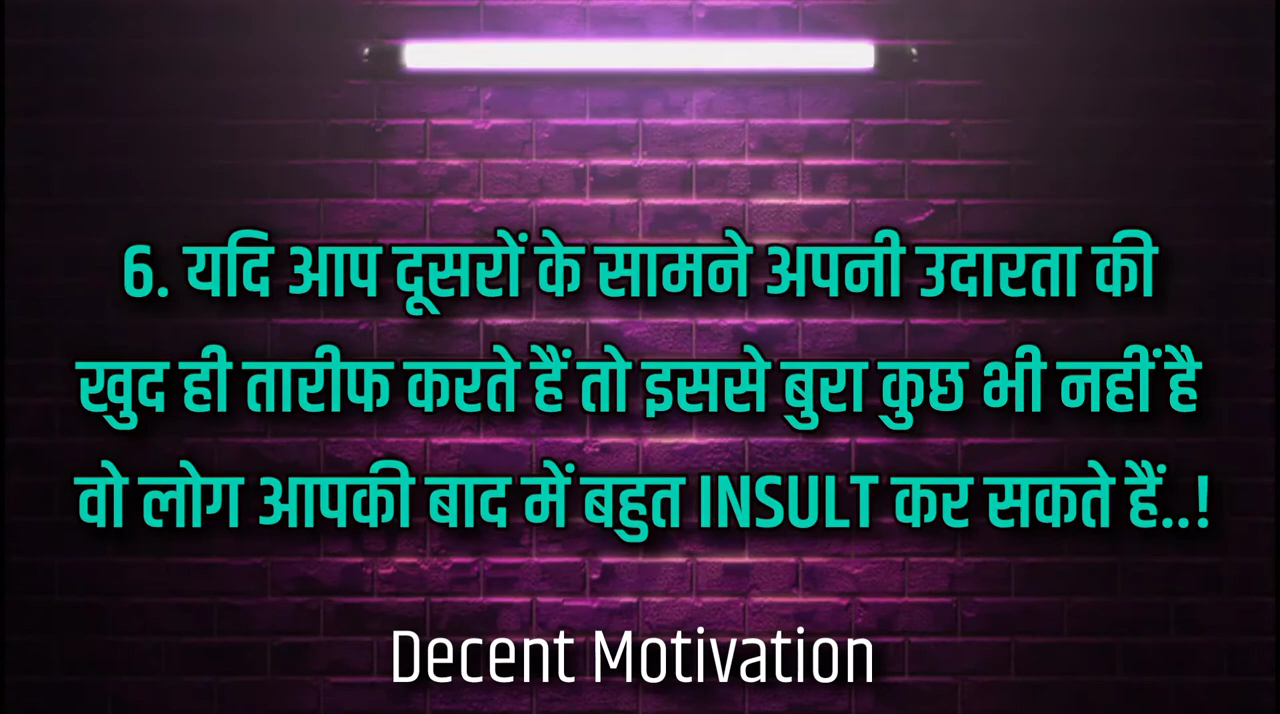 6. यदि आप दूसरों के सामने अपनी उदारता की
खुद ही तारीफ करते हैं तो इससे बुरा कुछ भी नहीं है
वो लोग आपकी बाद में बहुत INSULT कर सकते हैं..!
Decent Motivation